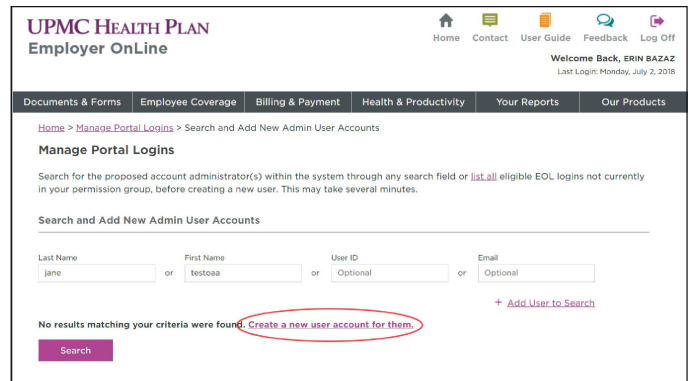 UPMC HEALTH PLAN
Employer OnLine
Home Contact User Guide Feedback Log Off
Welcome Back, ERIN BAZAZ
Last Login: Monday, July 2, 2018
Documents & Forms Employee Coverage Billing & Payment Health & Productivity Your Reports Our Products
Home > Manage Portal Logins > Search and Add New Admin User Accounts
Manage Portal Logins
Search for the proposed account administrator(s) within the system through any search field or list all eligible EOL logins not currently
in your permission group, before creating a new user. This may take several minutes.
Search and Add New Admin User Accounts
Last Name First Name User ID Email
jane or testoaa or Optional or Optional
+ Add User to Search
No results matching your criteria were found. Create a new user account for them.
Search